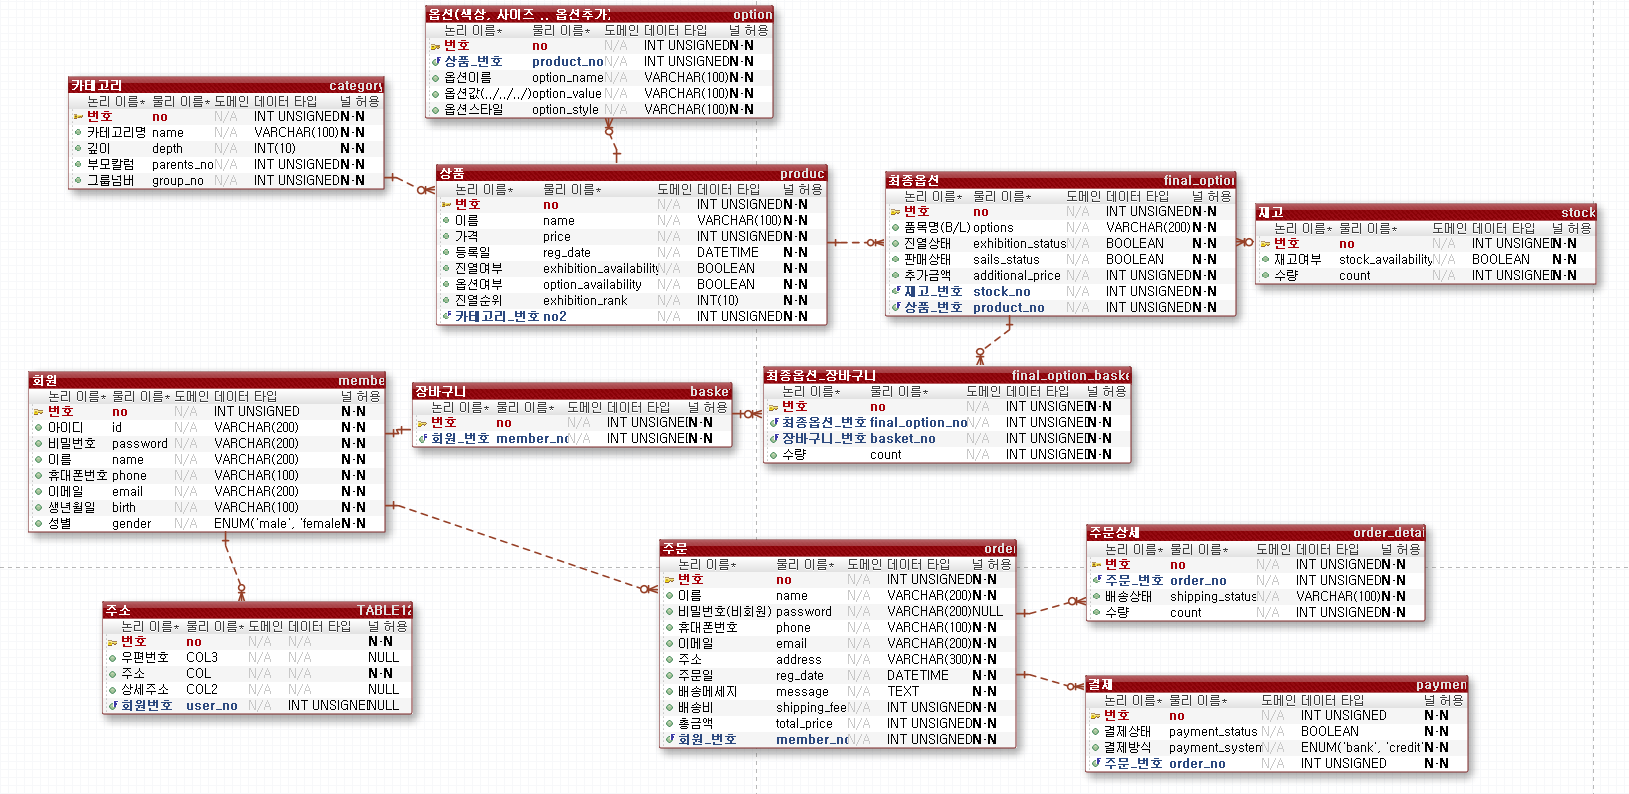 옵션(색상, 사이즈 .. 옵션추가) option
논리 이름* 물리 이름* 도메인 데이터 타입 널 허용
번호 no N/A INT UNSIGNED N-N
상품_번호 product_no N/A INT UNSIGNED N-N
옵션이름 option_name N/A VARCHAR(100) N-N
옵션값(../../../) option_value N/A VARCHAR(100) N-N
옵션스타일 option_style N/A VARCHAR(100) N-N
카테고리 category
논리 이름* 물리 이름* 도메인 데이터 타입 널 허용
번호 no N/A INT UNSIGNED N-N
카테고리명 name N/A VARCHAR(100) N-N
깊이 depth N/A INT(10) N-N
부모칼럼 parents_no N/A INT UNSIGNED N-N
그룹넘버 group_no N/A INT UNSIGNED N-N
상품 produc
논리 이름* 물리 이름* 도메인 데이터 타입 널 허용
번호 no N/A INT UNSIGNED N-N
이름 name N/A VARCHAR(100) N-N
가격 price N/A INT UNSIGNED N-N
등록일 reg_date N/A DATETIME N-N
진열여부 exhibition_availability N/A BOOLEAN N-N
옵션여부 option_availability N/A BOOLEAN N-N
진열순위 exhibition_rank N/A INT(10) N-N
카테고리_번호 no2 N/A INT UNSIGNED N-N
최종옵션 final_option
논리 이름* 물리 이름* 도메인 데이터 타입 널 허용
번호 no N/A INT UNSIGNED N-N
품목명(B/L) options N/A VARCHAR(200) N-N
진열상태 exhibition_status N/A BOOLEAN N-N
판매상태 sails_status N/A BOOLEAN N-N
추가금액 additional_price N/A INT UNSIGNED N-N
재고_번호 stock_no N/A INT UNSIGNED N-N
상품_번호 product_no N/A INT UNSIGNED N-N
재고 stock
논리 이름* 물리 이름* 도메인 데이터 타입 널 허용
번호 no N/A INT UNSIGNED N-N
재고여부 stock_availability N/A BOOLEAN N-N
수량 count N/A INT UNSIGNED N-N
회원 membe
논리 이름* 물리 이름* 도메인 데이터 타입 널 허용
번호 no N/A INT UNSIGNED N-N
아이디 id N/A VARCHAR(200) N-N
비밀번호 password N/A VARCHAR(200) N-N
이름 name N/A VARCHAR(200) N-N
휴대폰번호 phone N/A VARCHAR(100) N-N
이메일 email N/A VARCHAR(200) N-N
생년월일 birth N/A VARCHAR(100) N-N
성별 gender N/A ENUM('male', 'female N-N
장바구니 baske
논리 이름* 물리 이름* 도메인 데이터 타입 널 허용
번호 no N/A INT UNSIGNE N-N
회원_번호 member_no N/A INT UNSIGNE N-N
최종옵션_장바구니 final_option_baske
논리 이름* 물리 이름* 도메인 데이터 타입 널 허용
번호 no N/A INT UNSIGNED N-N
최종옵션_번호 final_option_no N/A INT UNSIGNED N-N
장바구니_번호 basket_no N/A INT UNSIGNED N-N
수량 count N/A INT UNSIGNED N-N
주소 TABLE12
논리 이름* 물리 이름* 도메인 데이터 타입 널 허용
번호 no N/A N/A N-N
우편번호 COL3 N/A N/A NULL
주소 COL N/A N/A N-N
상세주소 COL2 N/A N/A NULL
회원번호 user_no N/A INT UNSIGNE NULL
주문 order
논리 이름* 물리 이름* 도메인 데이터 타입 널 허용
번호 no N/A INT UNSIGNED N-N
이름 name N/A VARCHAR(200) N-N
비밀번호(비회원) password N/A VARCHAR(200) NULL
휴대폰번호 phone N/A VARCHAR(100) N-N
이메일 email N/A VARCHAR(200) N-N
주소 address N/A VARCHAR(300) N-N
주문일 reg_date N/A DATETIME N-N
배송메세지 message N/A TEXT N-N
배송비 shipping_fee N/A INT UNSIGNED N-N
총금액 total_price N/A INT UNSIGNED N-N
회원_번호 member_no N/A INT UNSIGNED N-N
주문상세 order_detai
논리 이름* 물리 이름* 도메인 데이터 타입 널 허용
번호 no N/A INT UNSIGNED N-N
주문_번호 order_no N/A INT UNSIGNED N-N
배송상태 shipping_status N/A VARCHAR(100) N-N
수량 count N/A INT UNSIGNED N-N
결제 paymen
논리 이름* 물리 이름* 도메인 데이터 타입 널 허용
번호 no N/A INT UNSIGNED N-N
결제상태 payment_status N/A BOOLEAN N-N
결제방식 payment_system N/A ENUM('bank', 'credit' N-N
주문_번호 order_no N/A INT UNSIGNED N-N